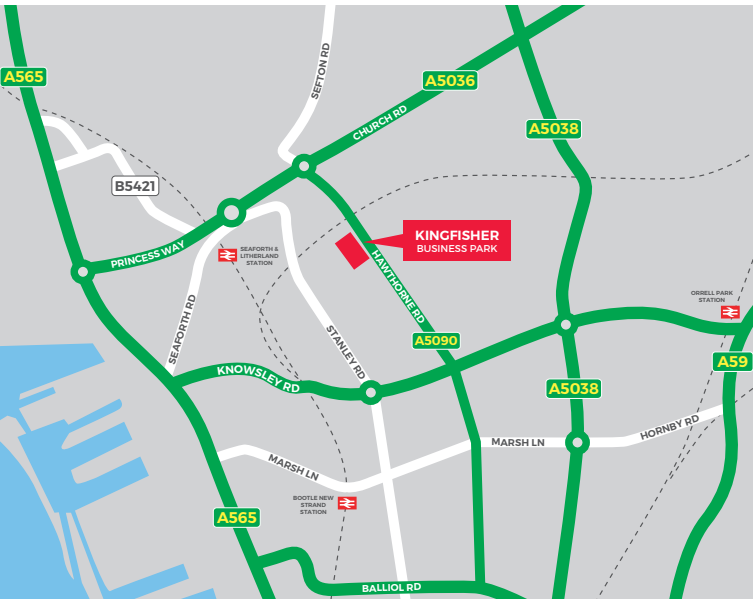 A565
SEFTON RD
A5036
CHURCH RD
A5038
B5421
PRINCESS WAY
SEAFORTH &
LITHERLAND
STATION
KINGFISHER
BUSINESS PARK
HAWTHORNE RD
SEAFORTH RD
STANLEY RD
ORRELL PARK
STATION
A5090
A59
KNOWSLEY RD
A5038
MARSH LN
HORNBY RD
MARSH LN
BOOTLE NEW
STRAND
STATION
A565
BALLIOL RD